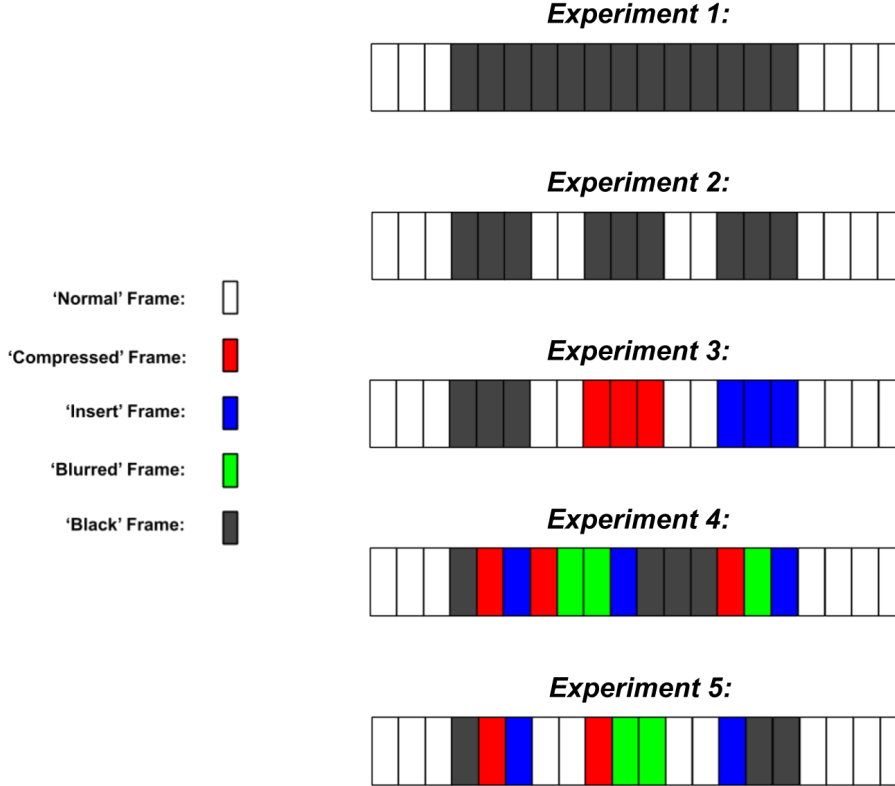 Experiment 1:
Experiment 2:
‘Normal’ Frame:
‘Compressed’ Frame:
‘Insert’ Frame:
‘Blurred’ Frame:
‘Black’ Frame:
Experiment 3:
Experiment 4:
Experiment 5: